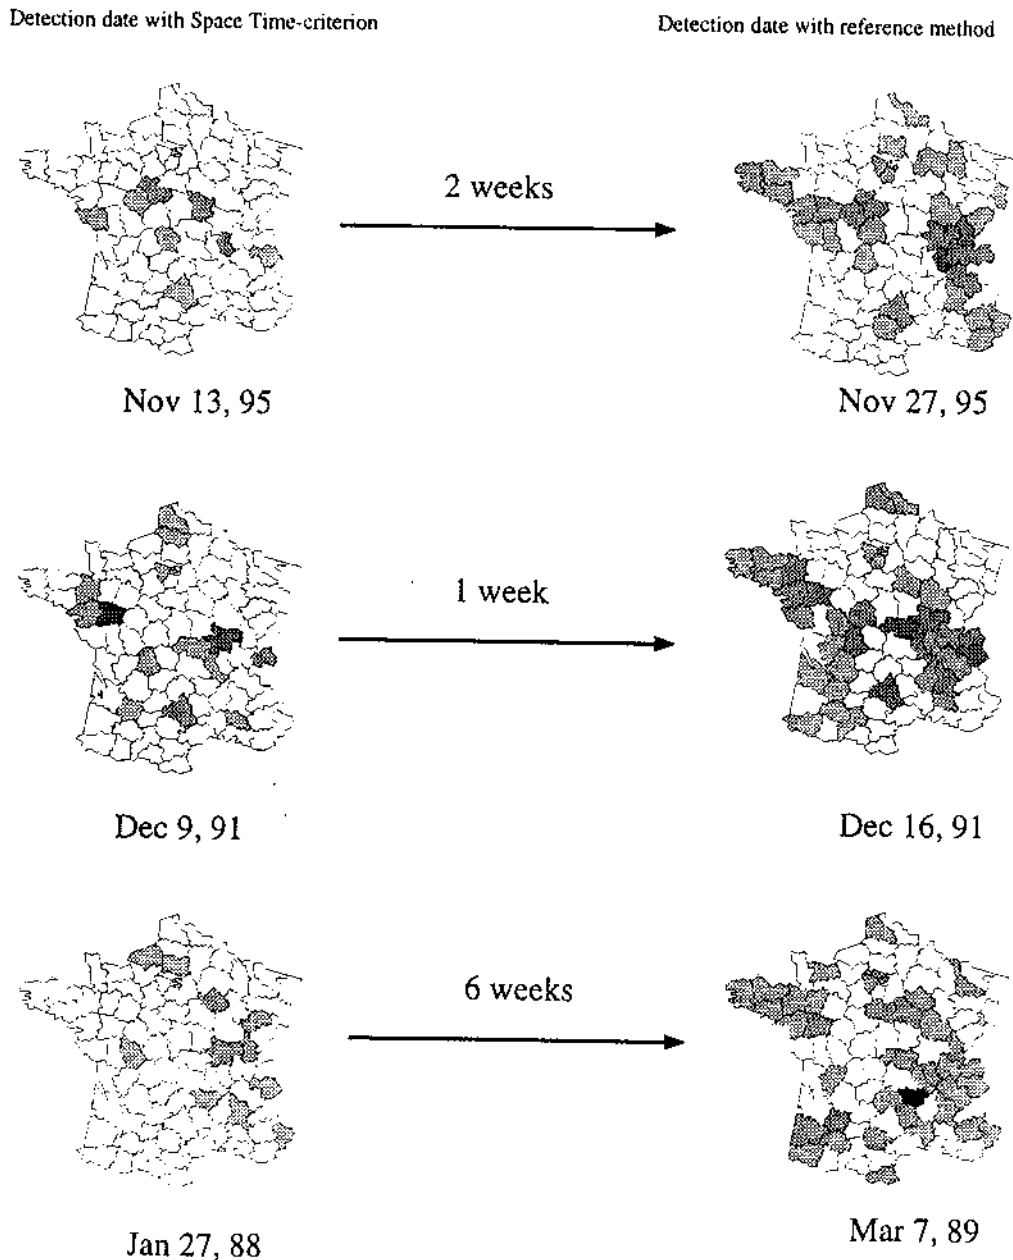 Detection date with Space Time-criterion
Detection date with reference method
2 weeks
Nov 13, 95
Nov 27, 95
1 week
Dec 9, 91
Dec 16, 91
6 weeks
Jan 27, 88
Mar 7, 89